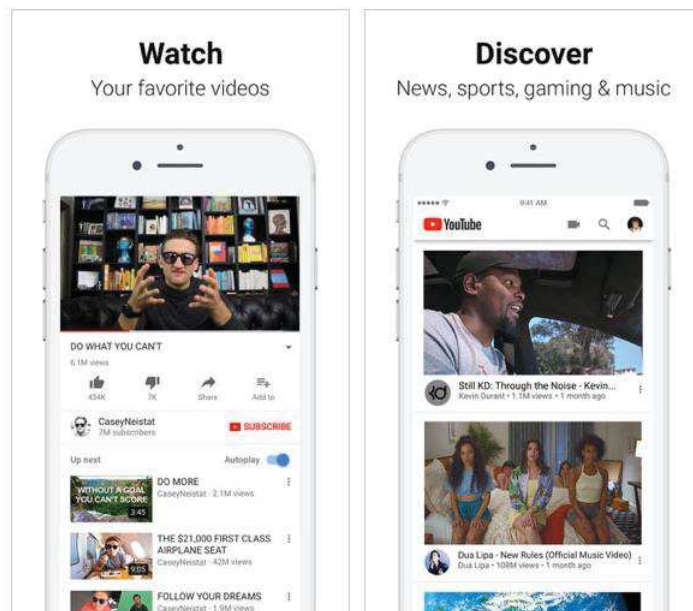 Watch
Your favorite videos
DO WHAT YOU CAN'T
6.1M views
434K
7K
Share
Add to
CaseyNeistat
7M subscribers
SUBSCRIBE
Up next
Autoplay
WITHOUT A GOAL
YOU CAN'T SCORE
3:45
DO MORE
CaseyNeistat · 2.1M views
9:05
THE $21,000 FIRST CLASS
AIRPLANE SEAT
CaseyNeistat · 42M views
FOLLOW YOUR DREAMS
CaseyNeistat · 1.9M views
Discover
News, sports, gaming & music
9:41 AM
YouTube
Still KD: Through the Noise - Kevin...
Kevin Durant • 1.1M views • 1 month ago
Dua Lipa - New Rules (Official Music Video)
Dua Lipa • 108M views • 1 month ago